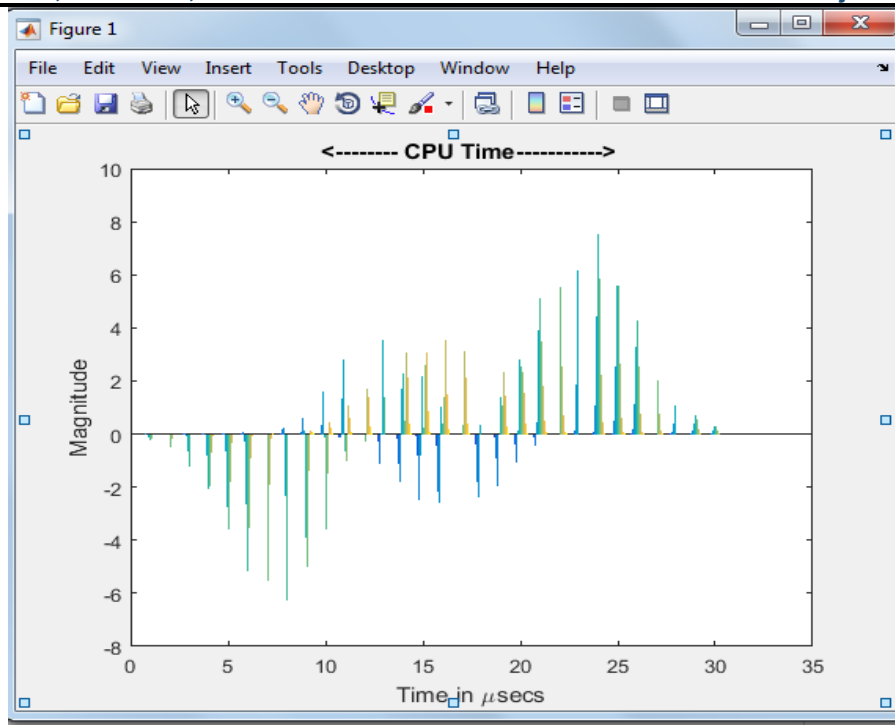 Figure 1
File Edit View Insert Tools Desktop Window Help
<-------- CPU Time----------->
10
8
6
4
2
0
-2
-4
-6
-8
Magnitude
0 5 10 15 20 25 30 35
Time in μsecs